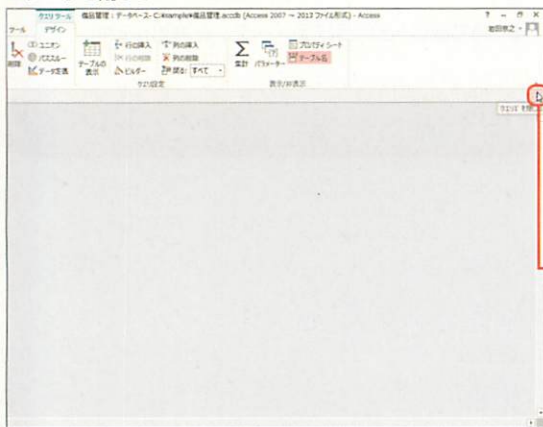 クエリ ツール 備品管理：データベース- C:¥sample¥備品管理.accdb (Access 2007 ～ 2013 ファイル形式) - Access
ツール デザイン
削除
ユニオン
パススルー
データ定義
テーブルの
表示
行の挿入
行の削除
ビルダー
列の挿入
列の削除
戻る: すべて
クエリ設定
集計
パラメーター
プロパティ シート
テーブル名
表示/非表示